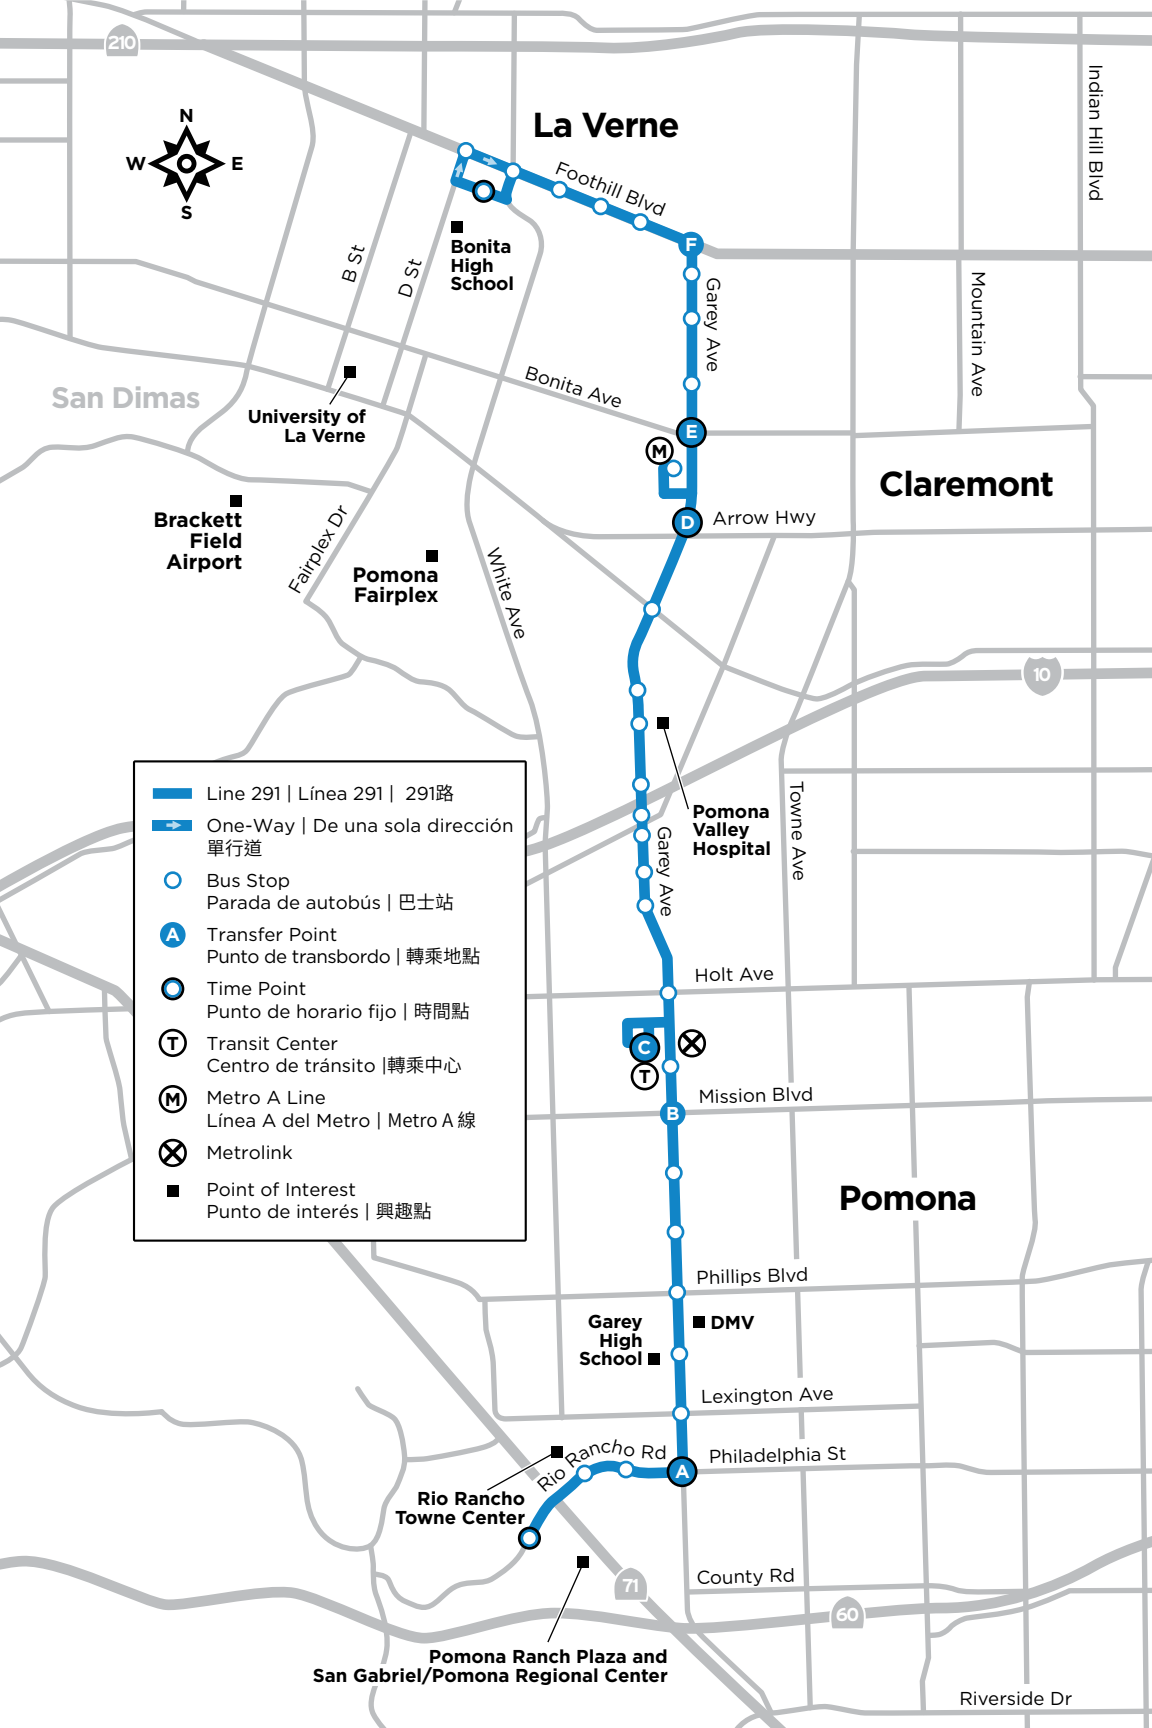 210
Indian Hill Blvd
N
W E
S
La Verne
Foothill Blvd
F
Bonita
High
School
B St
D St
Garey Ave
Mountain Ave
San Dimas
Bonita Ave
University of
La Verne
E
M
Claremont
D
Arrow Hwy
Brackett
Field
Airport
Fairplex Dr
Pomona
Fairplex
White Ave
10
Line 291 | Línea 291 | 291路
One-Way | De una sola dirección
單行道
Bus Stop
Parada de autobús | 巴士站
A
Transfer Point
Punto de transbordo | 轉乘地點
Time Point
Punto de horario fijo | 時間點
T
Transit Center
Centro de tránsito |轉乘中心
M
Metro A Line
Línea A del Metro | Metro A 線
Metrolink
Point of Interest
Punto de interés | 興趣點
Pomona
Valley
Hospital
Garey Ave
Towne Ave
Holt Ave
C
T
Mission Blvd
B
Pomona
Phillips Blvd
Garey
High
School
DMV
Lexington Ave
Rio Rancho Rd
A
Philadelphia St
Rio Rancho
Towne Center
71
County Rd
60
Pomona Ranch Plaza and
San Gabriel/Pomona Regional Center
Riverside Dr